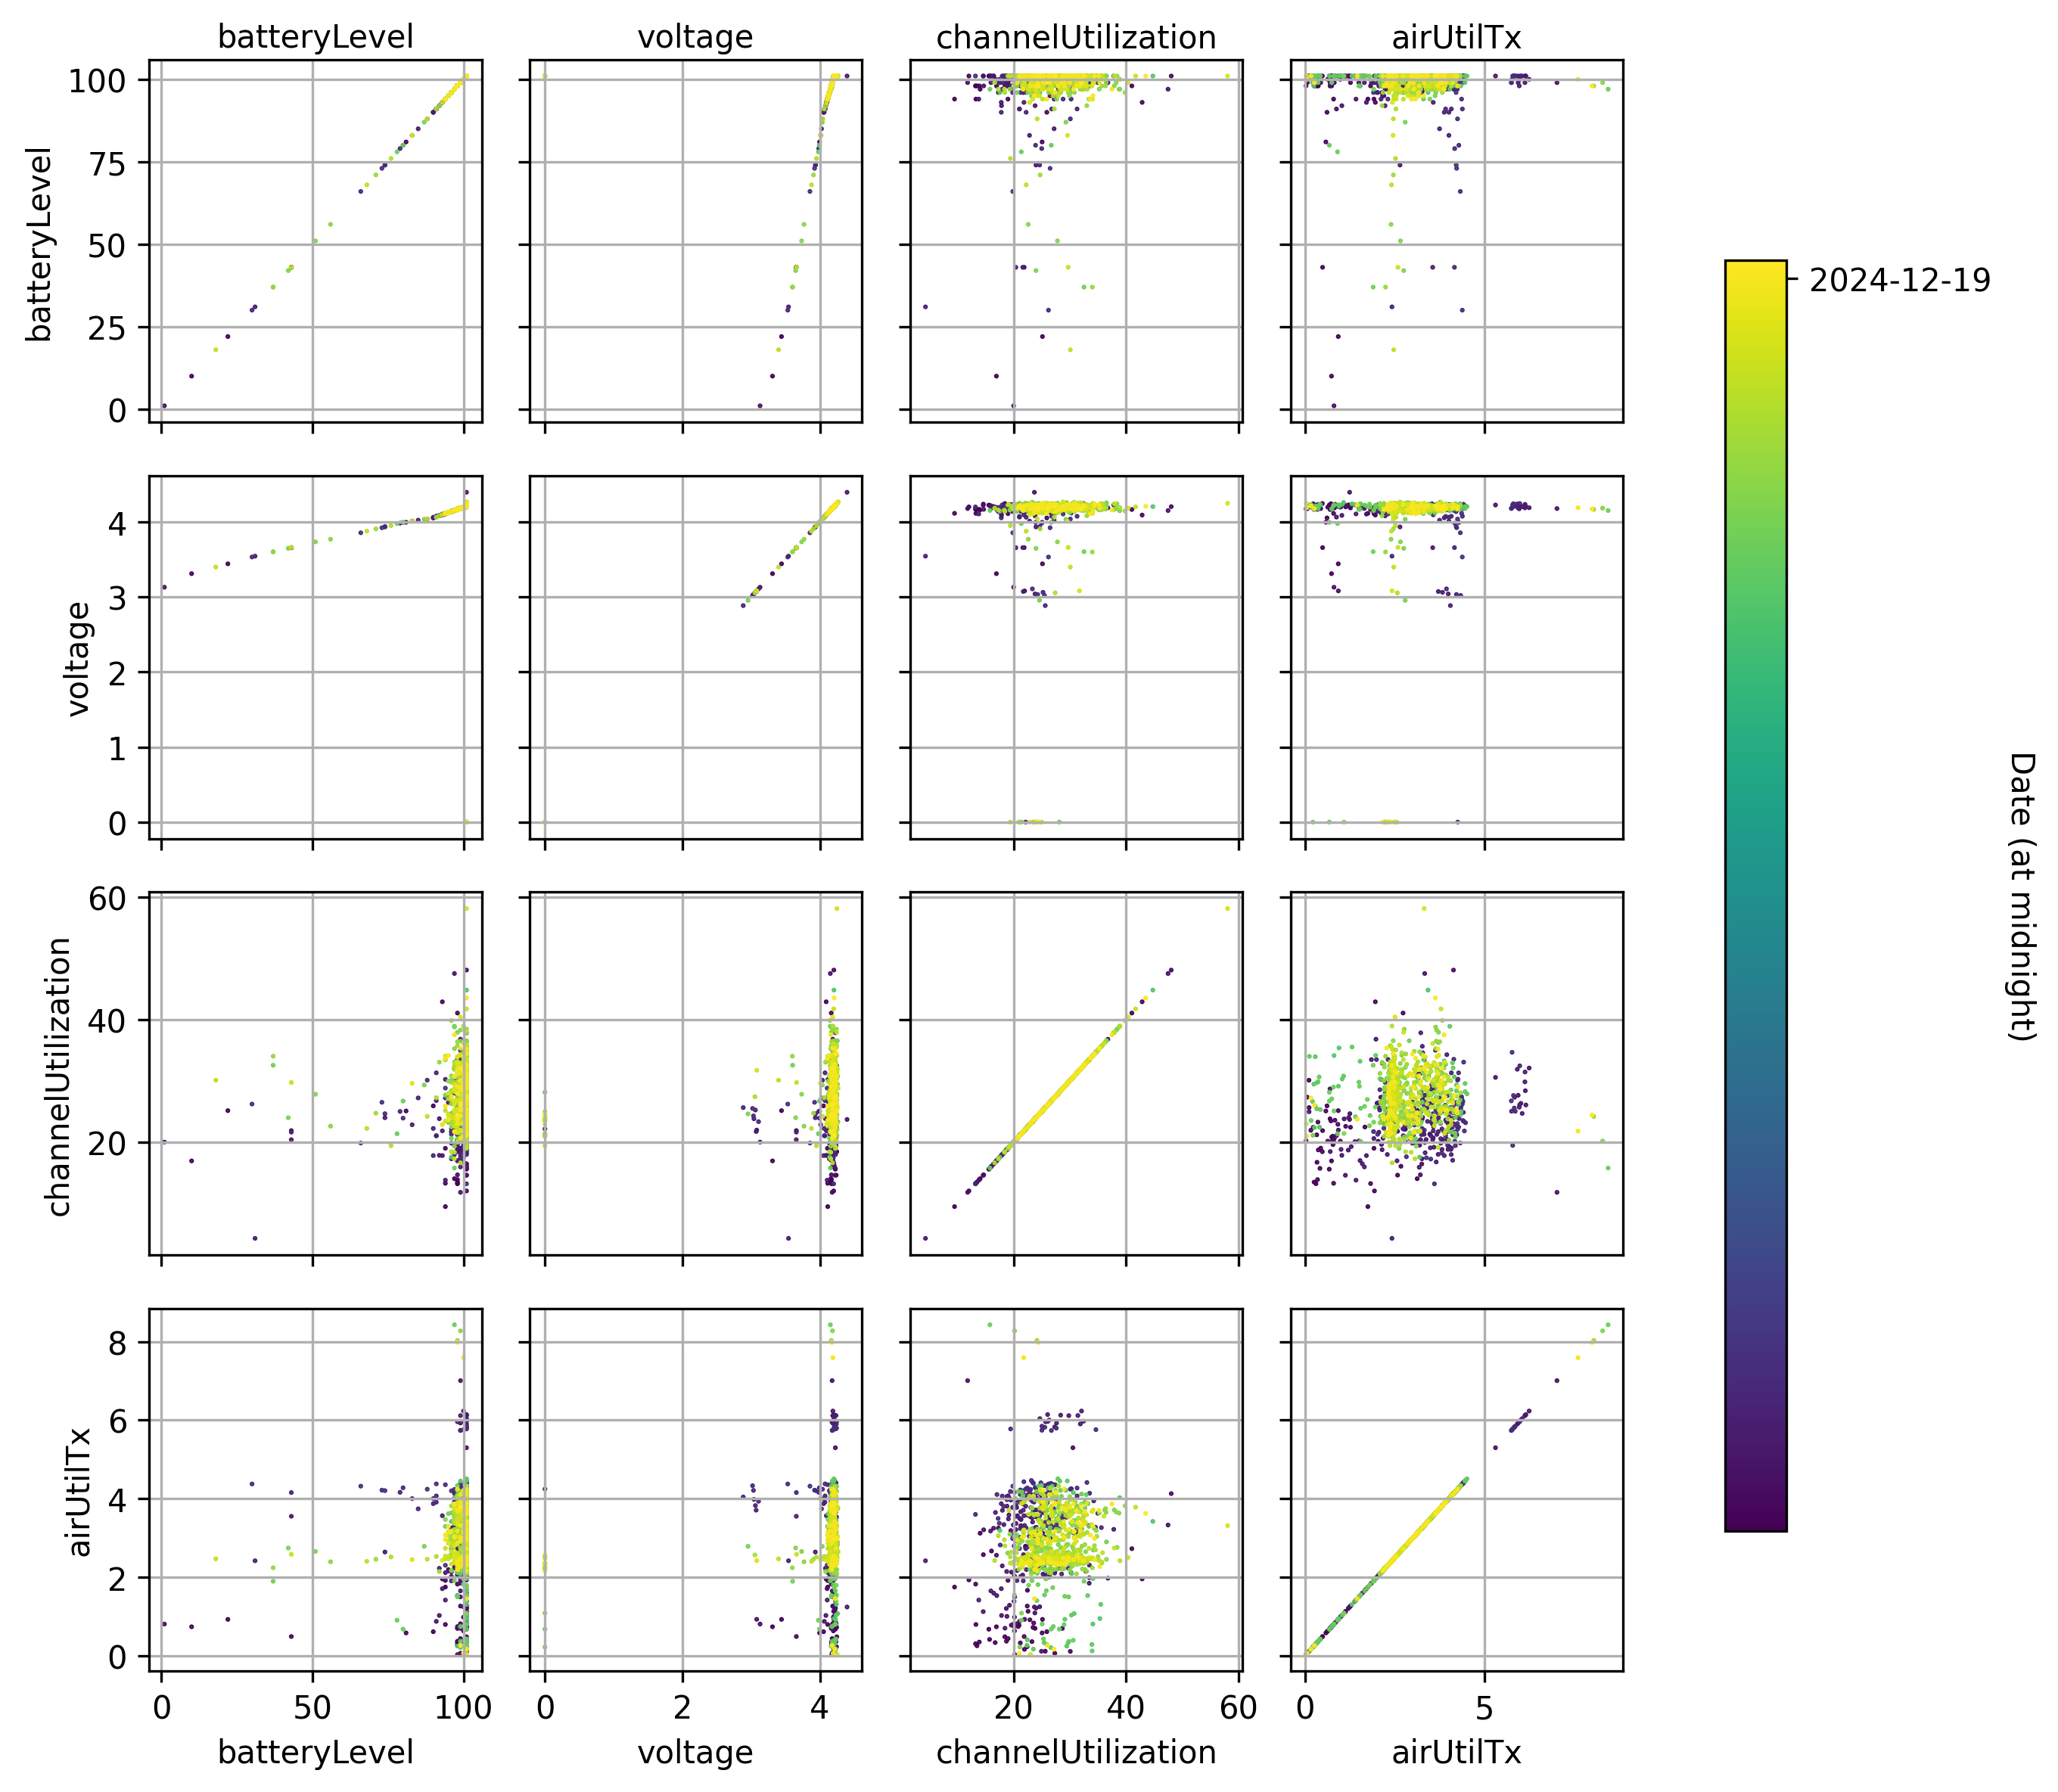 batteryLevel voltage channelUtilization airUtilTx
batteryLevel
100
75
50
25
0
voltage
4
3
2
1
0
channelUtilization
60
40
20
airUtilTx
8
6
4
2
0
0 50 100 0 2 4 20 40 60 0 5
batteryLevel voltage channelUtilization airUtilTx
2024-12-19
Date (at midnight)